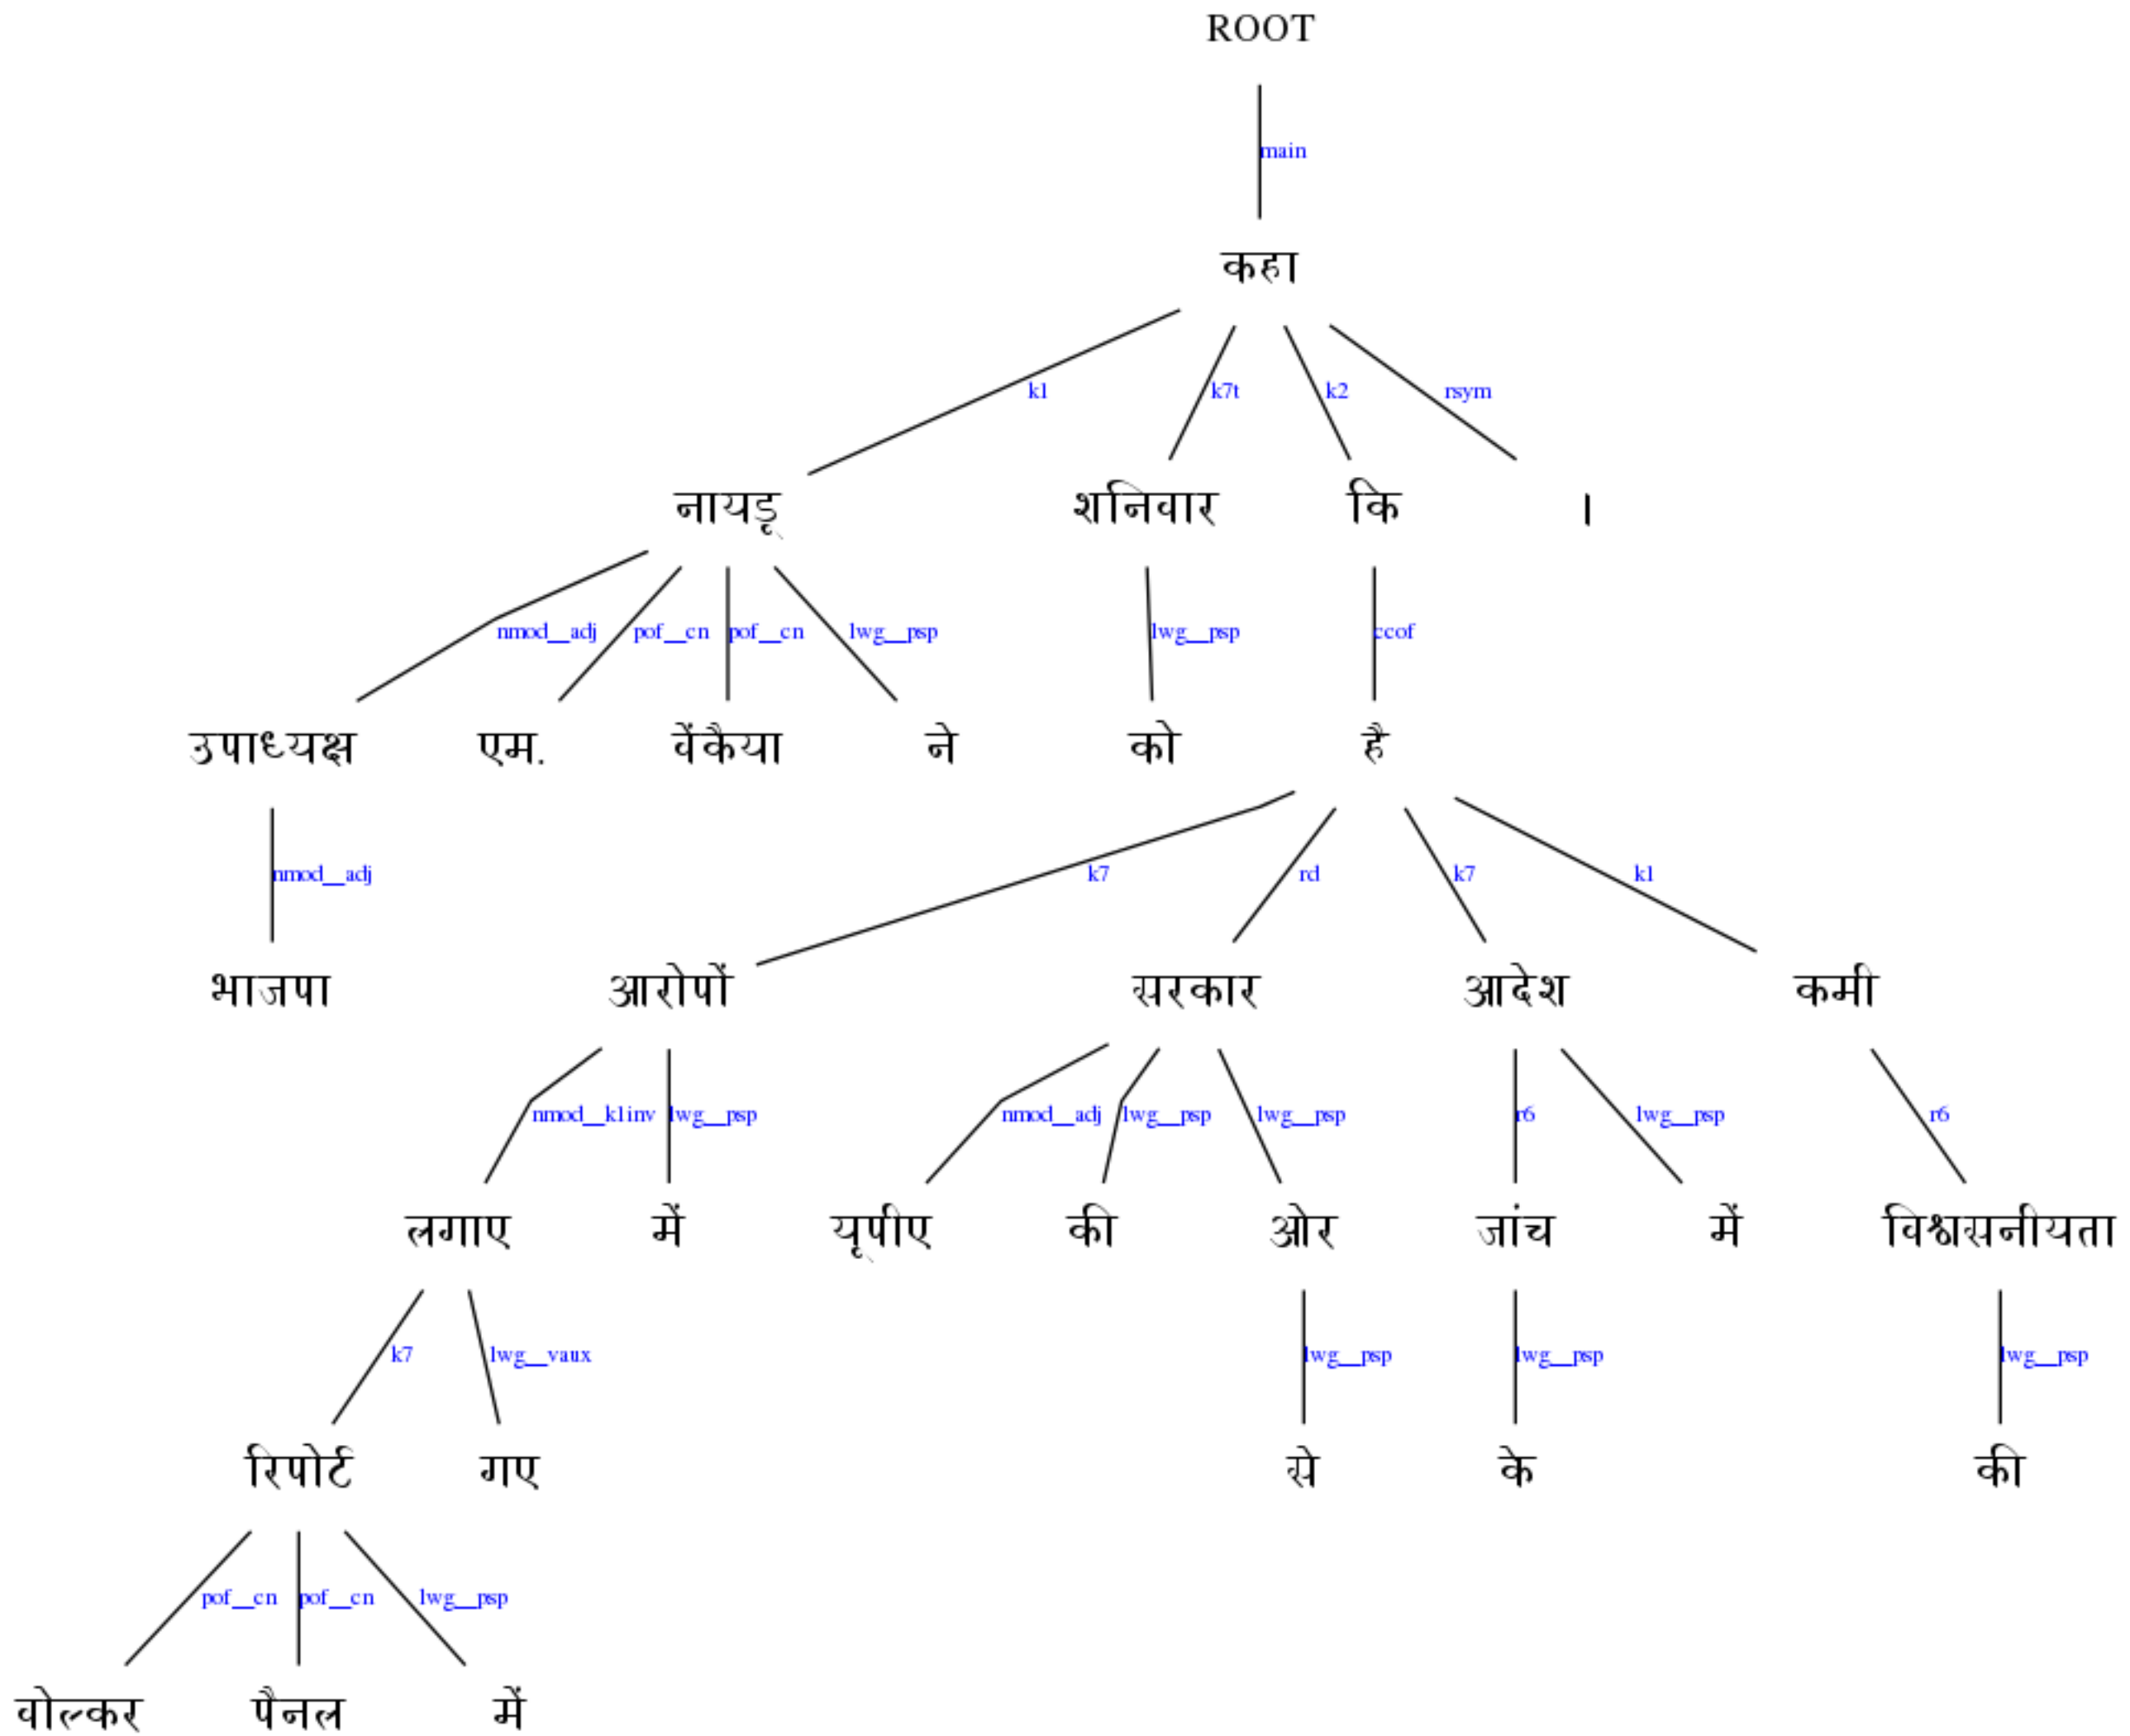 ROOT
main
कहा
k1 k7t k2 rsym
नायडू शनिवार कि ।
nmod__adj pof__cn pof__cn lwg__psp lwg__psp ccof
उपाध्यक्ष एम. वेंकैया ने को है
nmod__adj k7 rd k7 k1
भाजपा आरोपों सरकार आदेश कमी
nmod__k1inv lwg__psp nmod__adj lwg__psp lwg__psp r6 lwg__psp r6
लगाए में यूपीए की ओर जांच में विश्वसनीयता
k7 lwg__vaux lwg__psp lwg__psp lwg__psp
रिपोर्ट गए से के की
pof__cn pof__cn lwg__psp
वोल्कर पैनल में